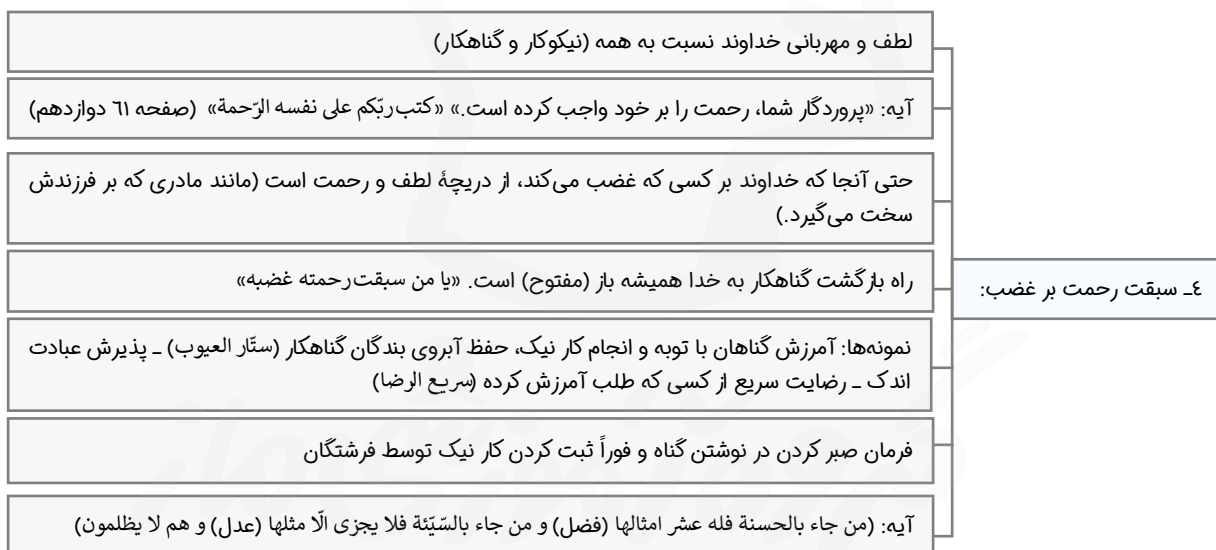 ٤ـ سبقت رحمت بر غضب:
لطف و مهربانی خداوند نسبت به همه (نیکوکار و گناهکار)
آیه: «پروردگار شما، رحمت را بر خود واجب کرده است.» «کتب ربّکم علی نفسه الرّحمة» (صفحه ٦١ دوازدهم)
حتی آنجا که خداوند بر کسی که غضب می‌کند، از دریچهٔ لطف و رحمت است (مانند مادری که بر فرزندش
سخت می‌گیرد.)
راه بازگشت گناهکار به خدا همیشه باز (مفتوح) است. «یا من سبقت رحمته غضبه»
نمونه‌ها: آمرزش گناهان با توبه و انجام کار نیک، حفظ آبروی بندگان گناهکار (ستّار العیوب) ـ پذیرش عبادت
اندک ـ رضایت سریع از کسی که طلب آمرزش کرده (سریع الرضا)
فرمان صبر کردن در نوشتن گناه و فوراً ثبت کردن کار نیک توسط فرشتگان
آیه: (من جاء بالحسنة فله عشر امثالها (فضل) و من جاء بالسّیّئة فلا یجزی الّا مثلها (عدل) و هم لا یظلمون)